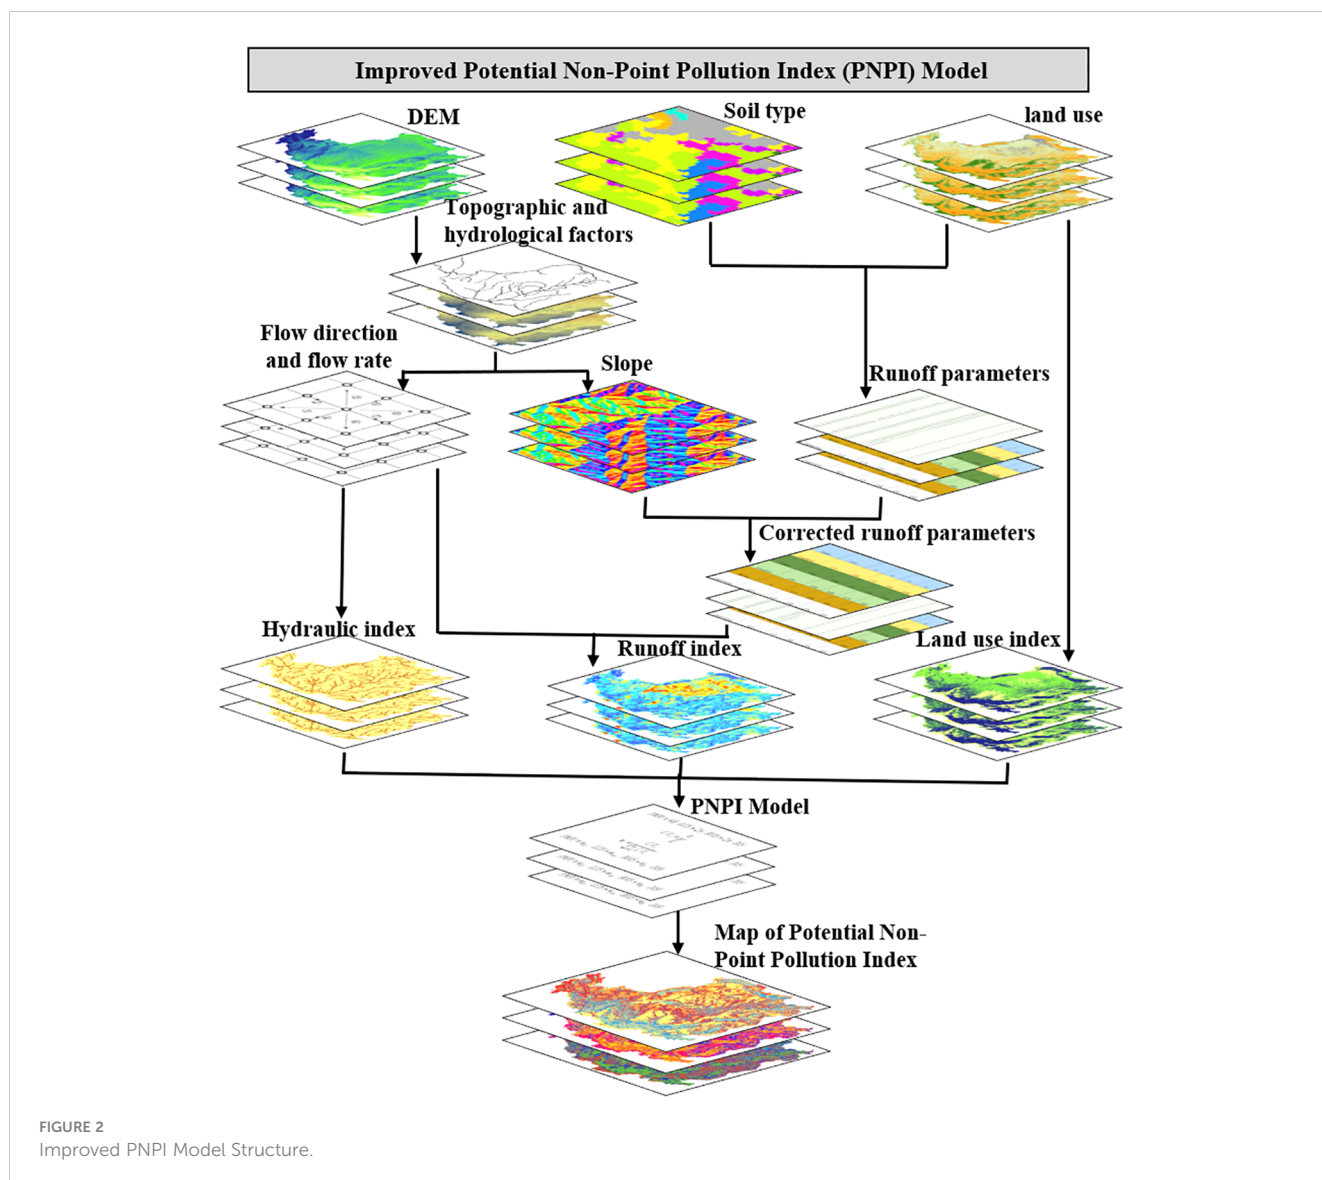 Improved Potential Non-Point Pollution Index (PNPI) Model
DEM
Soil type
land use
Topographic and
hydrological factors
Flow direction
and flow rate
Slope
Runoff parameters
Corrected runoff parameters
Hydraulic index
Runoff index
Land use index
PNPI Model
Map of Potential Non-
Point Pollution Index
FIGURE 2
Improved PNPI Model Structure.